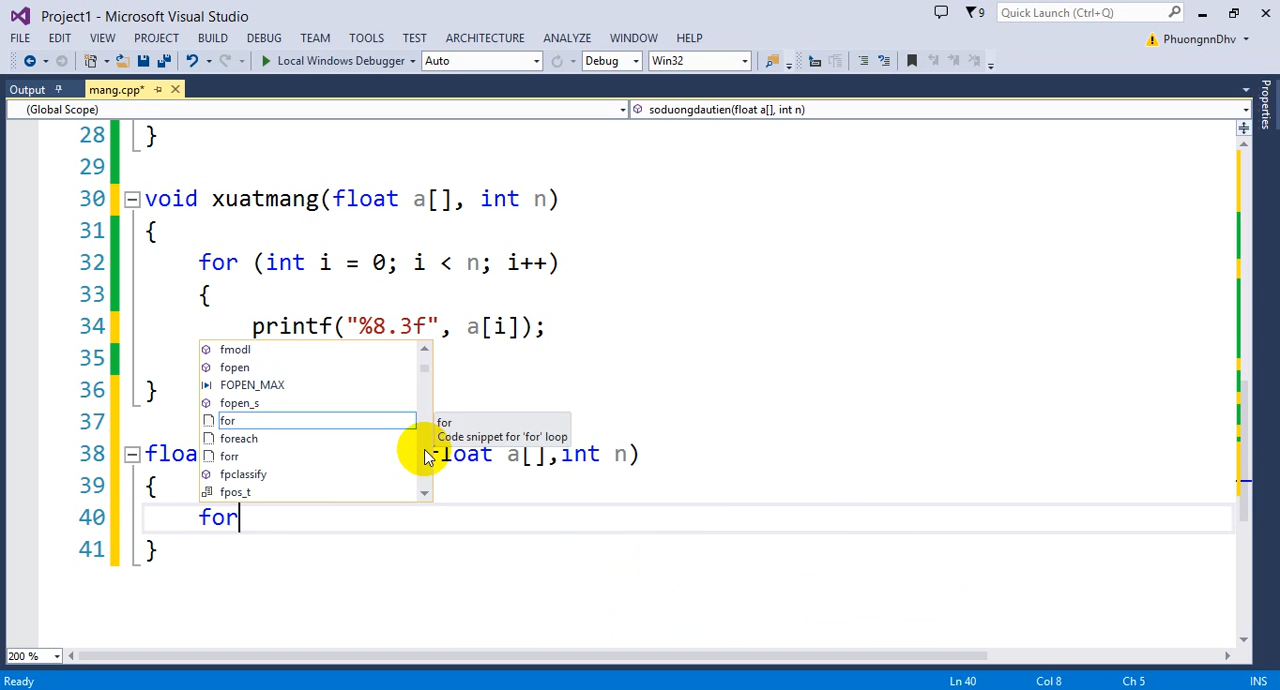 Project1 - Microsoft Visual Studio
9
Quick Launch (Ctrl+Q)
FILE EDIT VIEW PROJECT BUILD DEBUG TEAM TOOLS TEST ARCHITECTURE ANALYZE WINDOW HELP
PhuongnnDhv
Local Windows Debugger Auto Debug Win32
Output mang.cpp*
Properties
(Global Scope) soduongdautien(float a[], int n)
28 }
29
30 void xuatmang(float a[], int n)
31 {
32 for (int i = 0; i < n; i++)
33 {
34 printf("%8.3f", a[i]);
35
36 }
37
38 floa float a[],int n)
39 {
40 for
41 }
fmodl
fopen
FOPEN_MAX
fopen_s
for
foreach
forr
fpclassify
fpos_t
for
Code snippet for 'for' loop
200 %
Ready Ln 40 Col 8 Ch 5 INS